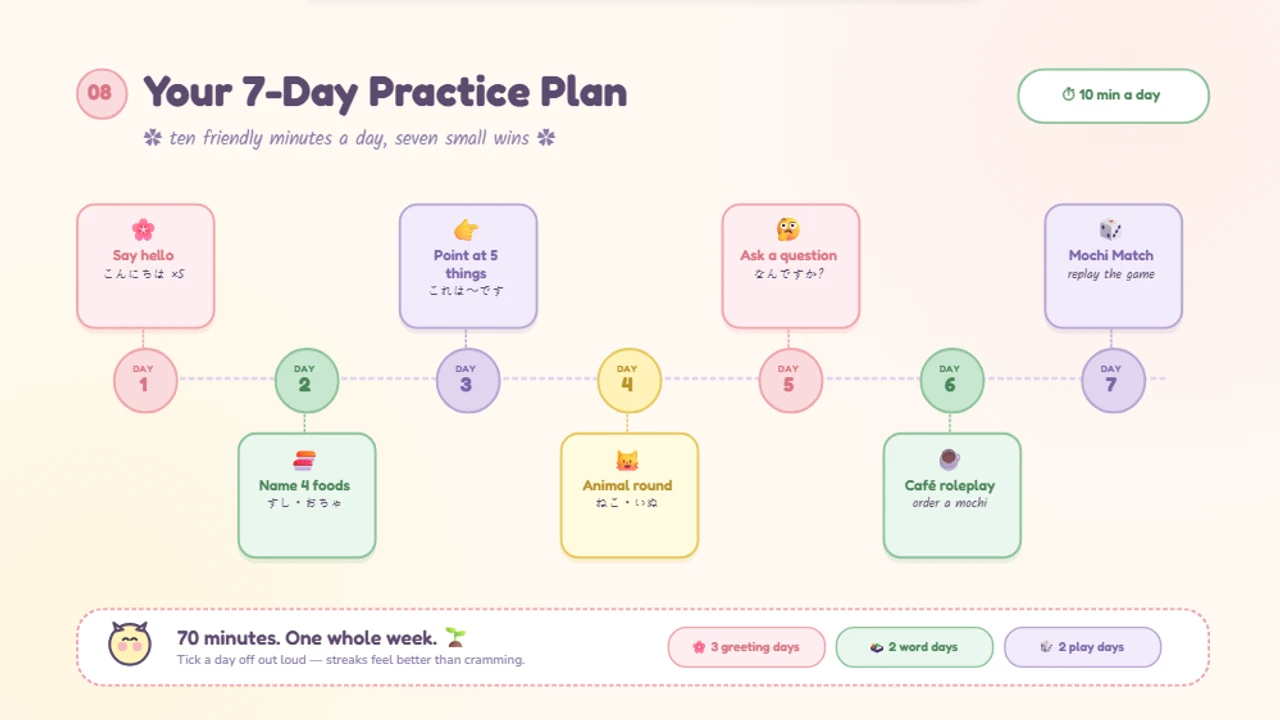 08
Your 7-Day Practice Plan
✽ ten friendly minutes a day, seven small wins ✽
⏱ 10 min a day
Say hello
こんにちは ×5
Point at 5
things
これは〜です
Ask a question
なんですか?
Mochi Match
replay the game
DAY
1
DAY
2
DAY
3
DAY
4
DAY
5
DAY
6
DAY
7
Name 4 foods
すし・おちゃ
Animal round
ねこ・いぬ
Café roleplay
order a mochi
70 minutes. One whole week.
Tick a day off out loud — streaks feel better than cramming.
3 greeting days
2 word days
2 play days